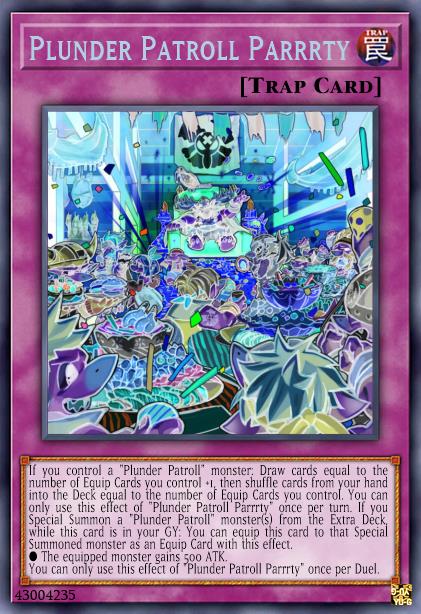 Plunder Patroll Parrrty
TRAP
罠
[Trap Card]
If you control a "Plunder Patroll" monster: Draw cards equal to the
number of Equip Cards you control +1, then shuffle cards from your hand
into the Deck equal to the number of Equip Cards you control. You can
only use this effect of "Plunder Patroll Parrrty" once per turn. If you
Special Summon a "Plunder Patroll" monster(s) from the Extra Deck,
while this card is in your GY: You can equip this card to that Special
Summoned monster as an Equip Card with this effect.
● The equipped monster gains 500 ATK.
You can only use this effect of "Plunder Patroll Parrrty" once per Duel.
43004235